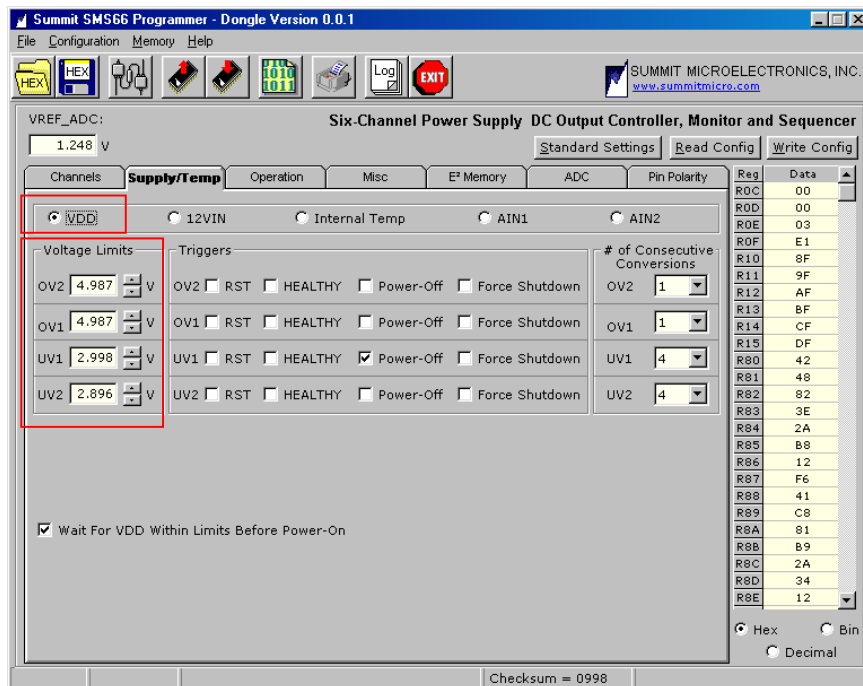 Summit SMS66 Programmer - Dongle Version 0.0.1
File Configuration Memory Help
HEX HEX 1010 1011 Log EXIT
SUMMIT MICROELECTRONICS, INC.
www.summitmicro.com
VREF_ADC:
Six-Channel Power Supply DC Output Controller, Monitor and Sequencer
1.248 V
Standard Settings Read Config Write Config
Channels Supply/Temp Operation Misc E² Memory ADC Pin Polarity
VDD 12VIN Internal Temp AIN1 AIN2
Voltage Limits
OV2 4.987 V
OV1 4.987 V
UV1 2.998 V
UV2 2.896 V
Triggers
OV2 RST HEALTHY Power-Off Force Shutdown
OV1 RST HEALTHY Power-Off Force Shutdown
UV1 RST HEALTHY Power-Off Force Shutdown
UV2 RST HEALTHY Power-Off Force Shutdown
# of Consecutive
Conversions
OV2 1
OV1 1
UV1 4
UV2 4
Wait For VDD Within Limits Before Power-On
Reg Data
R0C 00
R0D 00
R0E 03
R0F E1
R10 8F
R11 9F
R12 AF
R13 BF
R14 CF
R15 DF
R80 42
R81 48
R82 82
R83 3E
R84 2A
R85 B8
R86 12
R87 F6
R88 41
R89 C8
R8A 81
R8B B9
R8C 2A
R8D 34
R8E 12
Hex Bin
Decimal
Checksum = 0998